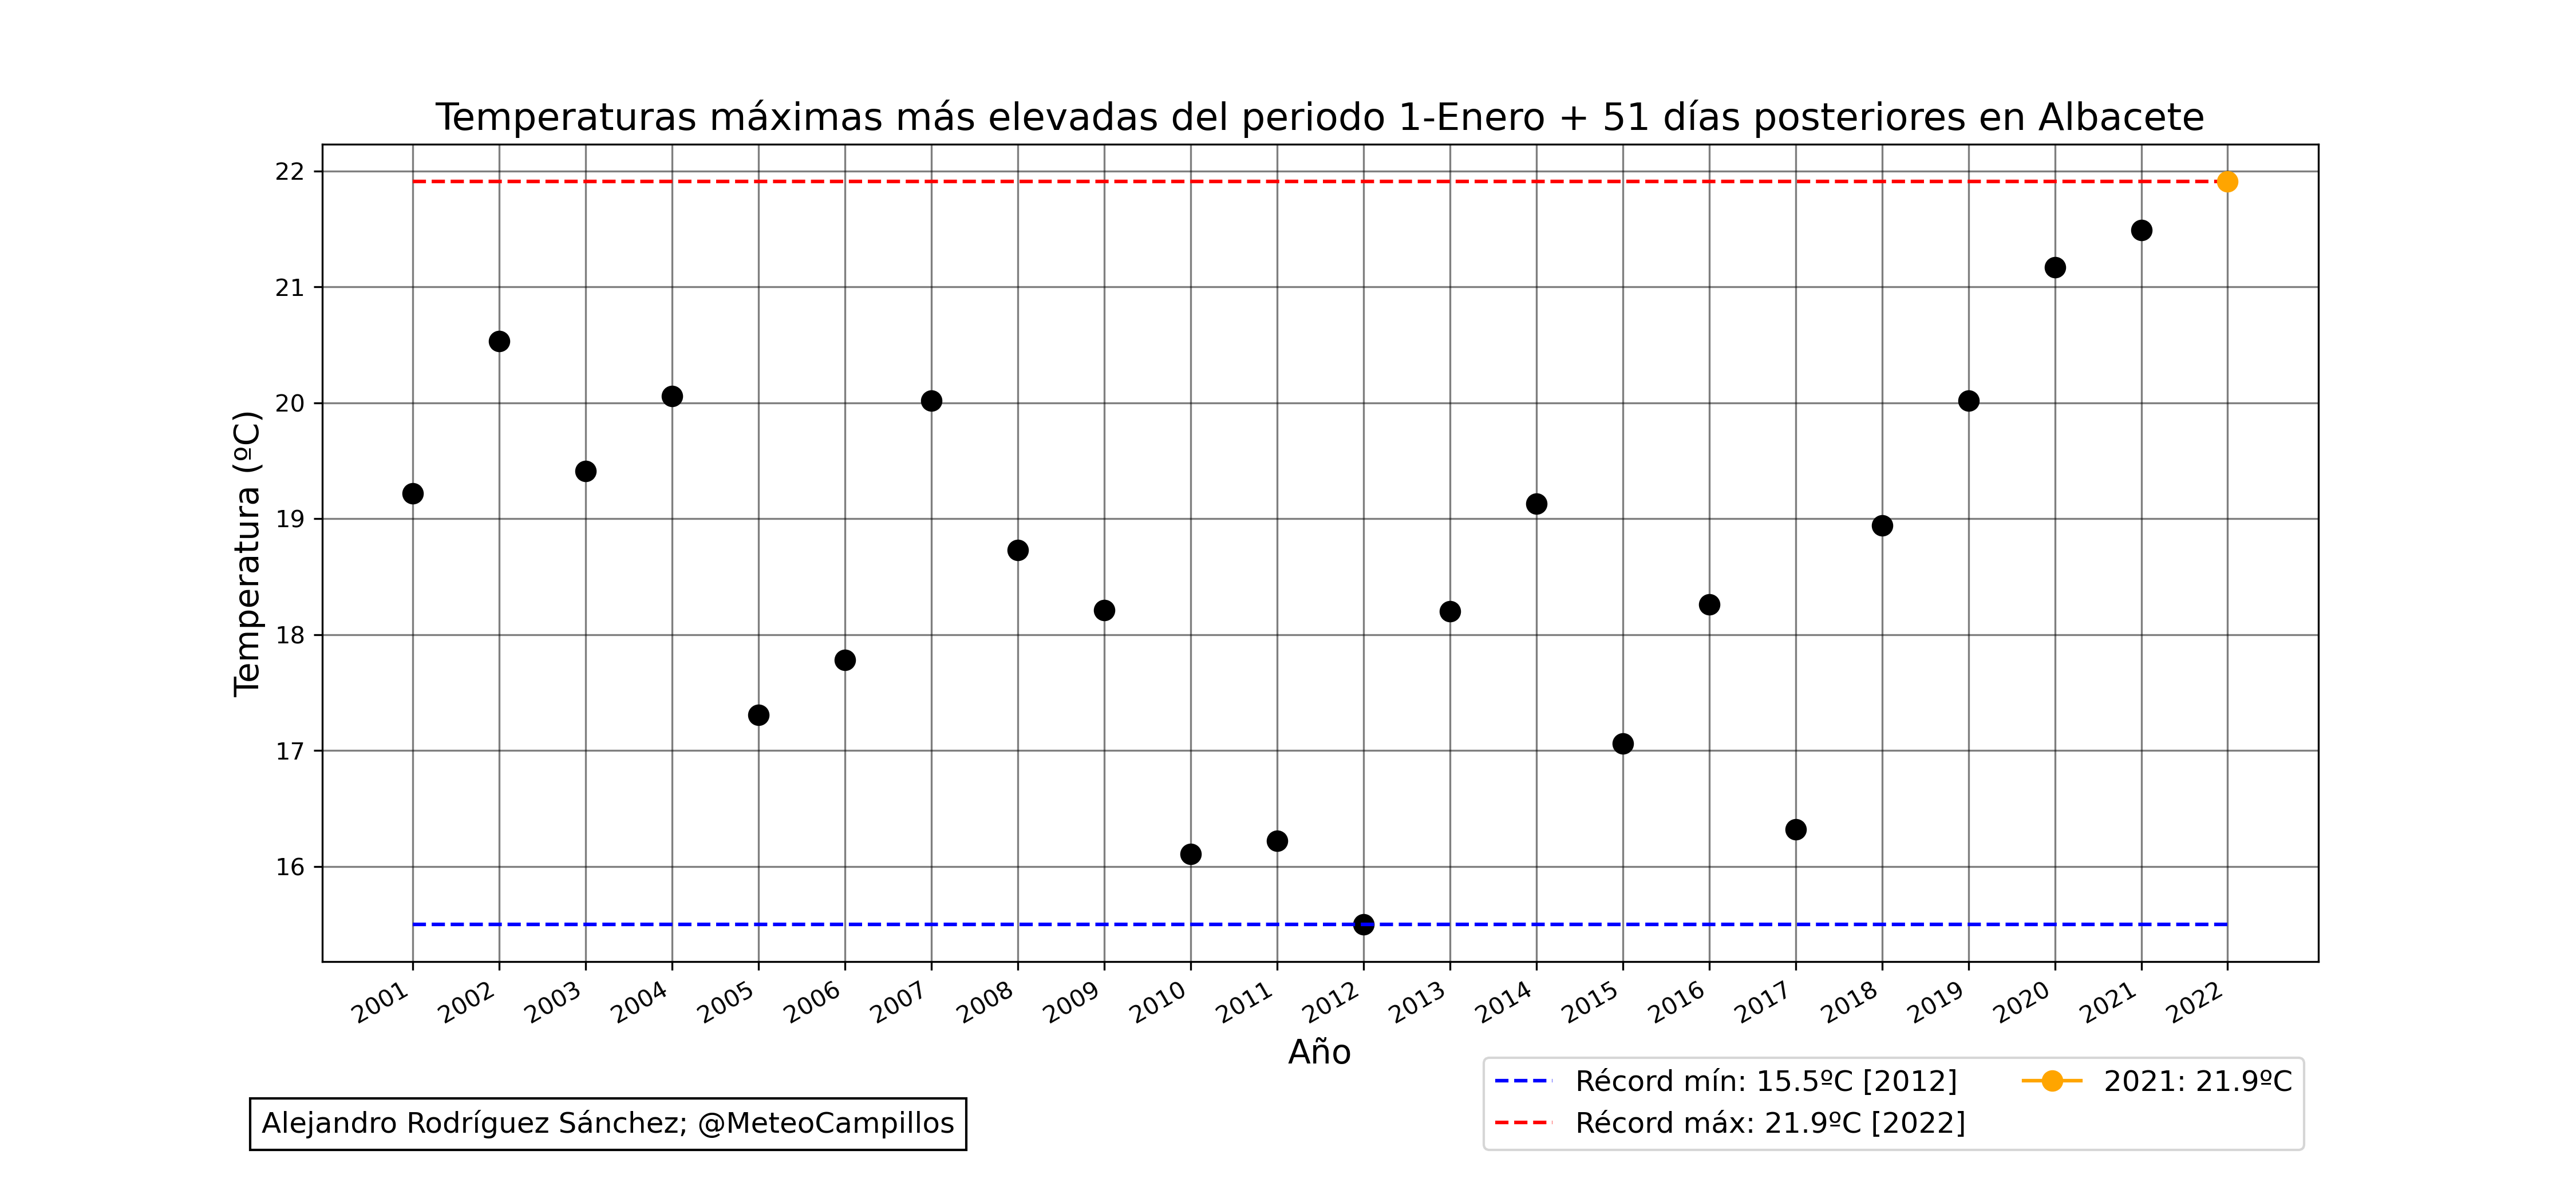 Temperaturas máximas más elevadas del periodo 1-Enero + 51 días posteriores en Albacete
Temperatura (ºC)
22
21
20
19
18
17
16
2001 2002 2003 2004 2005 2006 2007 2008 2009 2010 2011 2012 2013 2014 2015 2016 2017 2018 2019 2020 2021 2022
Año
Récord mín: 15.5ºC [2012]
Récord máx: 21.9ºC [2022]
2021: 21.9ºC
Alejandro Rodríguez Sánchez; @MeteoCampillos